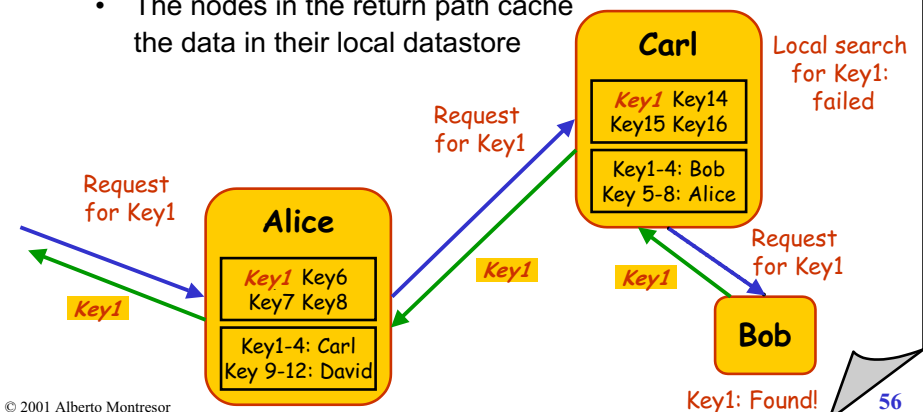 • The nodes in the return path cache
the data in their local datastore
Carl
Local search
for Key1:
failed
Key1 Key14
Key15 Key16
Request
for Key1
Key1-4: Bob
Key 5-8: Alice
Request
for Key1
Alice
Request
for Key1
Key1
Key1
Key1 Key6
Key7 Key8
Key1
Bob
Key1-4: Carl
Key 9-12: David
Key1: Found!
© 2001 Alberto Montresor
56